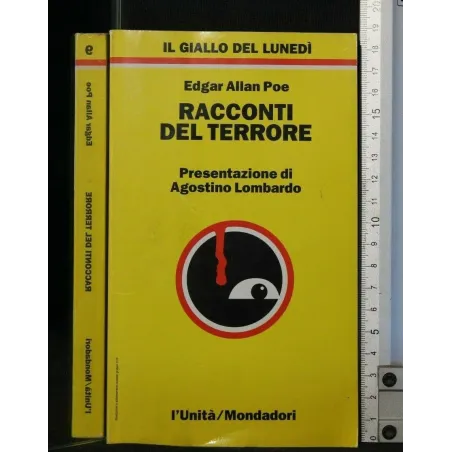 IL GIALLO DEL LUNEDÌ
Edgar Allan Poe
RACCONTI
DEL TERRORE
Presentazione di
Agostino Lombardo
l'Unità/Mondadori
Edgar Allan Poe
RACCONTI DEL TERRORE
l'Unità/Mondadori